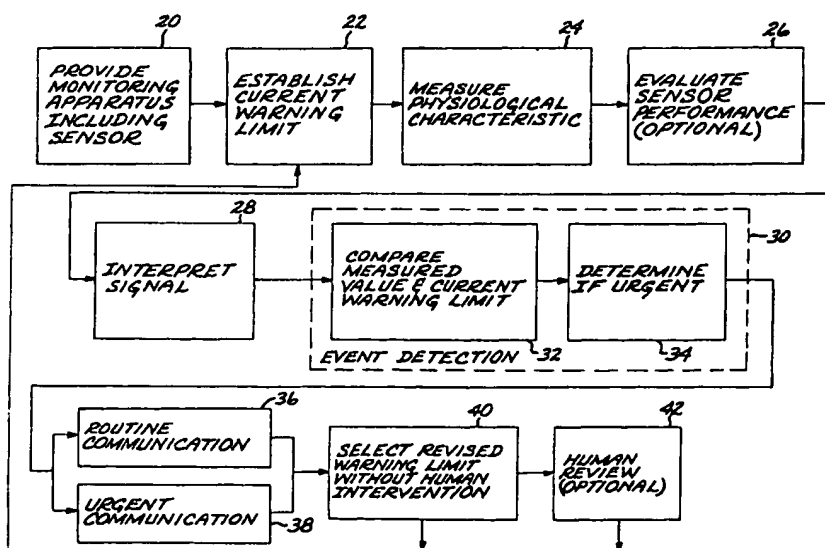 20
PROVIDE
MONITORING
APPARATUS
INCLUDING
SENSOR
22
ESTABLISH
CURRENT
WARNING
LIMIT
24
MEASURE
PHYSIOLOGICAL
CHARACTERISTIC
26
EVALUATE
SENSOR
PERFORMANCE
(OPTIONAL)
28
INTERPRET
SIGNAL
30
COMPARE
MEASURED
VALUE & CURRENT
WARNING LIMIT
32
DETERMINE
IF URGENT
34
EVENT DETECTION
36
ROUTINE
COMMUNICATION
URGENT
COMMUNICATION
38
40
SELECT REVISED
WARNING LIMIT
WITHOUT HUMAN
INTERVENTION
42
HUMAN
REVIEW
(OPTIONAL)